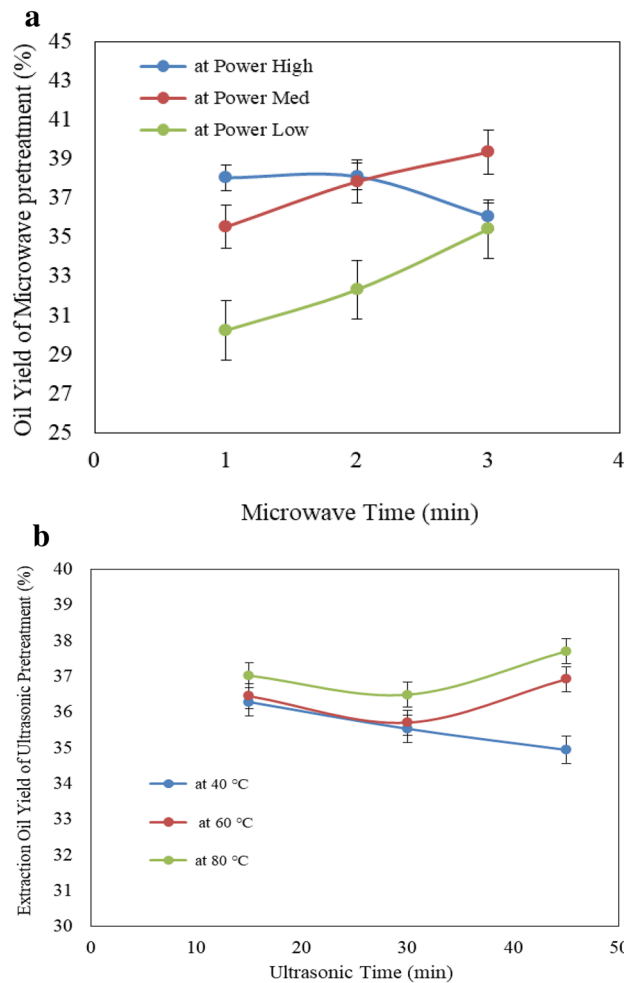 a
Oil Yield of Microwave pretreatment (%)
45
43
41
39
37
35
33
31
29
27
25
at Power High
at Power Med
at Power Low
0 1 2 3 4
Microwave Time (min)
b
Extraction Oil Yield of Ultrasonic Pretreatment (%)
40
39
38
37
36
35
34
33
32
31
30
at 40 °C
at 60 °C
at 80 °C
0 10 20 30 40 50
Ultrasonic Time (min)